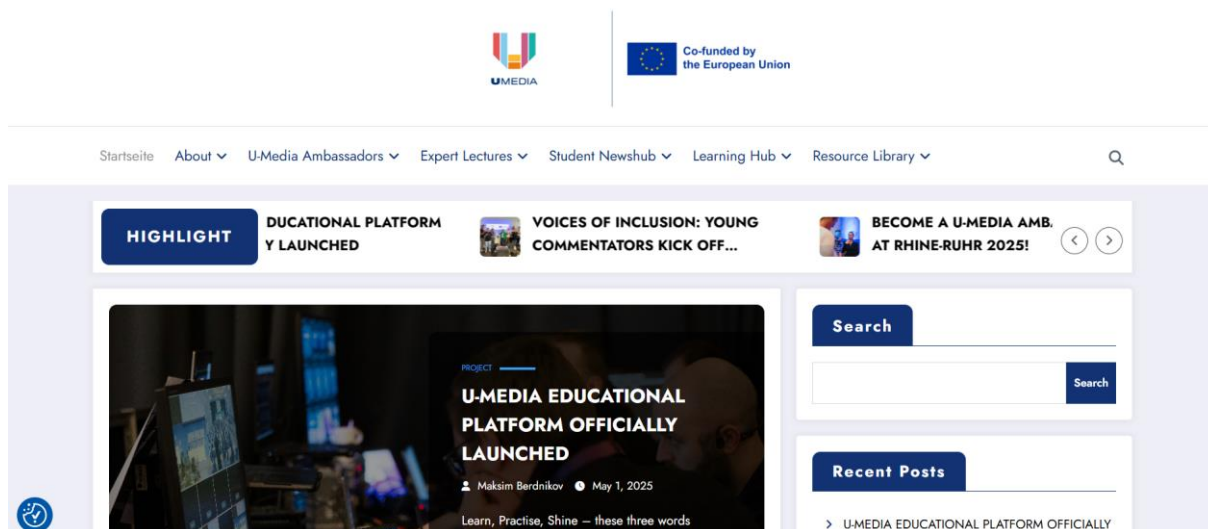 UMEDIA
Co-funded by
the European Union
Startseite About U-Media Ambassadors Expert Lectures Student Newshub Learning Hub Resource Library
HIGHLIGHT
DUCATIONAL PLATFORM
Y LAUNCHED
VOICES OF INCLUSION: YOUNG
COMMENTATORS KICK OFF...
BECOME A U-MEDIA AMB
AT RHINE-RUHR 2025!
PROJECT
U-MEDIA EDUCATIONAL
PLATFORM OFFICIALLY
LAUNCHED
Maksim Berdnikov May 1, 2025
Learn, Practise, Shine – these three words
Search
Search
Recent Posts
U-MEDIA EDUCATIONAL PLATFORM OFFICIALLY